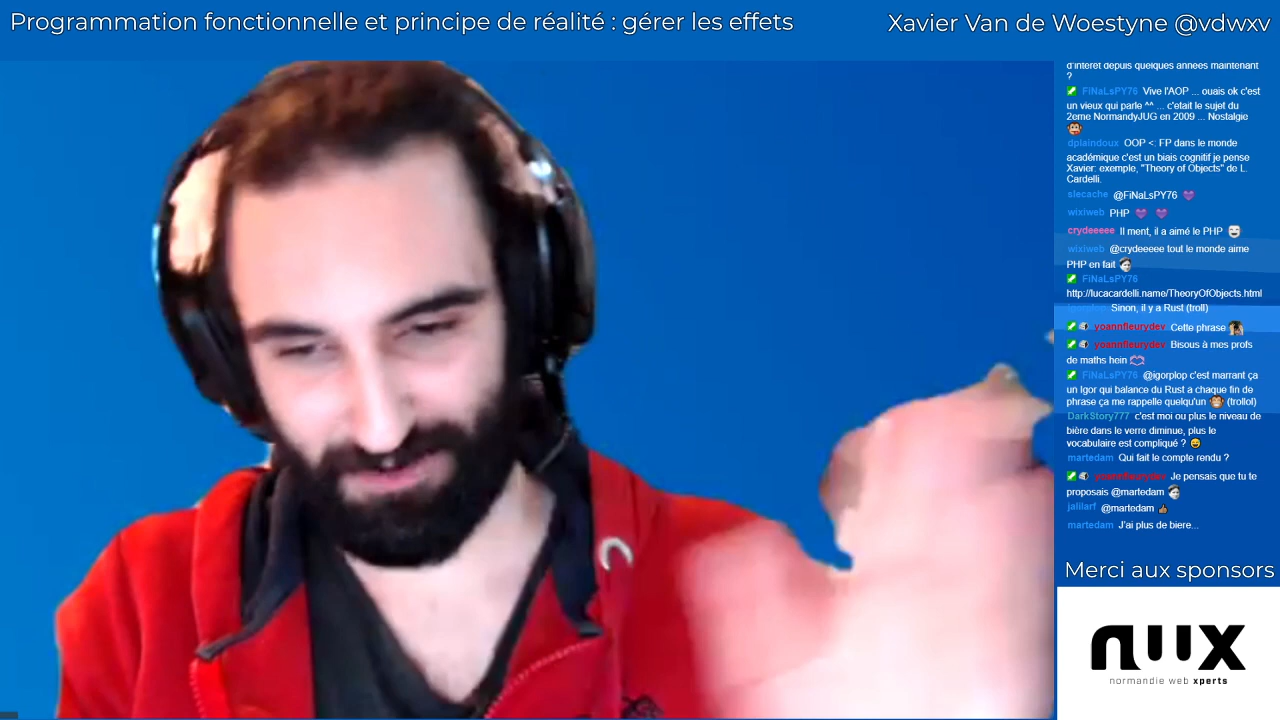 Programmation fonctionnelle et principe de réalité : gérer les effets
Xavier Van de Woestyne @vdwxv
d'interet depuis quelques annees maintenant
?
FiNaLsPY76 Vive l'AOP ... ouais ok c'est
un vieux qui parle ^^ ... c'etait le sujet du
2eme NormandyJUG en 2009 ... Nostalgie
dplaindoux OOP <: FP dans le monde
académique c'est un biais cognitif je pense
Xavier: exemple, "Theory of Objects" de L.
Cardelli.
slecache @FiNaLsPY76
wixiweb PHP
crydeeeee Il ment, il a aimé le PHP
wixiweb @crydeeeee tout le monde aime
PHP en fait
FiNaLsPY76
http://lucacardelli.name/TheoryOfObjects.html
Sinon, il y a Rust (troll)
yoannfleurydev Cette phrase
yoannfleurydev Bisous à mes profs
de maths hein
FiNaLsPY76 @igorplop c'est marrant ça
un Igor qui balance du Rust a chaque fin de
phrase ça me rappelle quelqu'un (trollol)
DarkStory777 c'est moi ou plus le niveau de
bière dans le verre diminue, plus le
vocabulaire est compliqué ?
martedam Qui fait le compte rendu ?
yoannfleurydev Je pensais que tu te
proposais @martedam
jalilarf @martedam
martedam J'ai plus de biere...
Merci aux sponsors
nwx
normandie web xperts